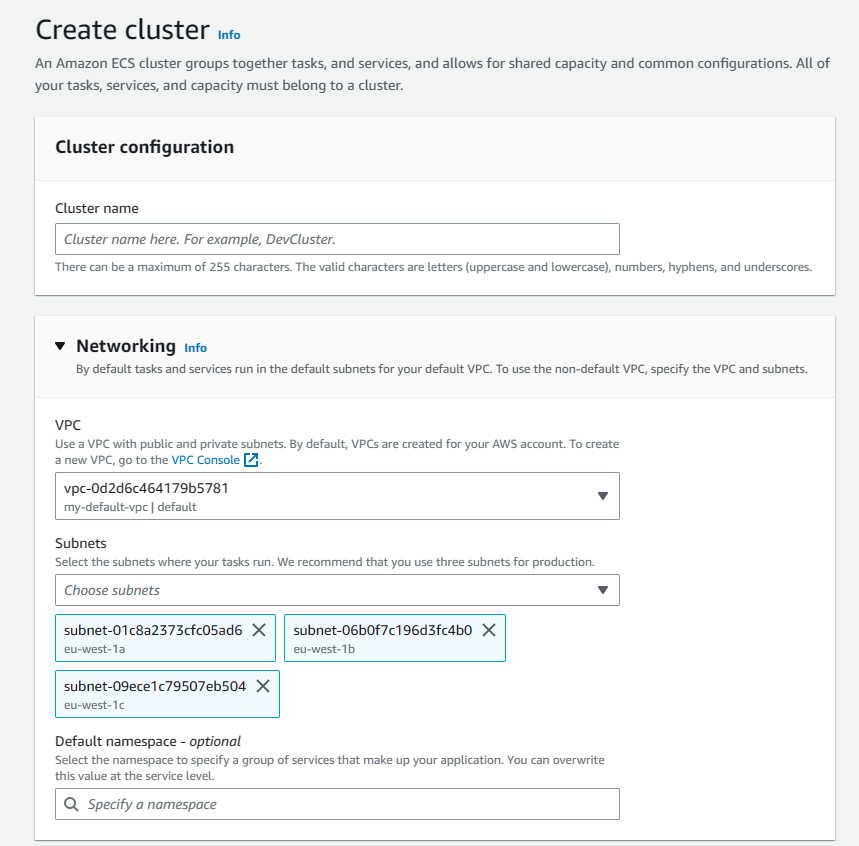 Create cluster Info
An Amazon ECS cluster groups together tasks, and services, and allows for shared capacity and common configurations. All of
your tasks, services, and capacity must belong to a cluster.
Cluster configuration
Cluster name
Cluster name here. For example, DevCluster.
There can be a maximum of 255 characters. The valid characters are letters (uppercase and lowercase), numbers, hyphens, and underscores.
Networking Info
By default tasks and services run in the default subnets for your default VPC. To use the non-default VPC, specify the VPC and subnets.
VPC
Use a VPC with public and private subnets. By default, VPCs are created for your AWS account. To create
a new VPC, go to the VPC Console.
vpc-0d2d6c464179b5781
my-default-vpc | default
Subnets
Select the subnets where your tasks run. We recommend that you use three subnets for production.
Choose subnets
subnet-01c8a2373cfc05ad6 subnet-06b0f7c196d3fc4b0
eu-west-1a eu-west-1b
subnet-09ece1c79507eb504
eu-west-1c
Default namespace - optional
Select the namespace to specify a group of services that make up your application. You can overwrite
this value at the service level.
Specify a namespace